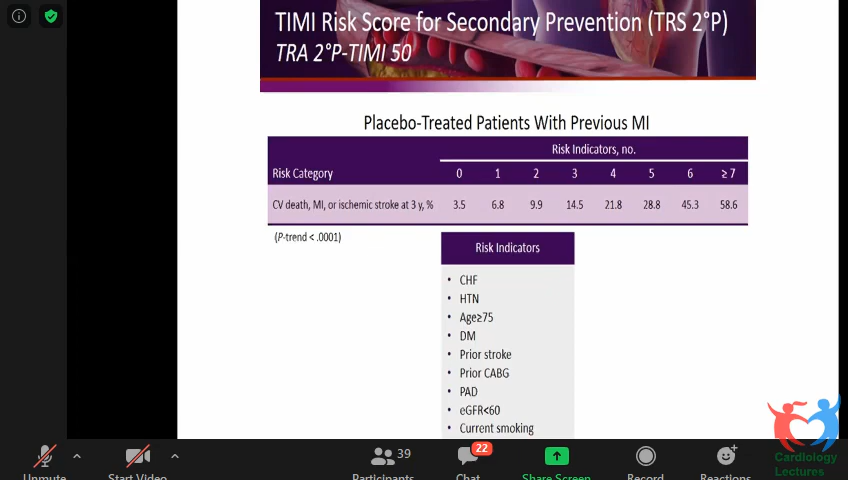 TIMI Risk Score for Secondary Prevention (TRS 2°P)
TRA 2°P-TIMI 50
Placebo-Treated Patients With Previous MI
Risk Indicators, no.
Risk Category 0 1 2 3 4 5 6 ≥ 7
CV death, MI, or ischemic stroke at 3 y, % 3.5 6.8 9.9 14.5 21.8 28.8 45.3 58.6
(P-trend < .0001)
Risk Indicators
• CHF
• HTN
• Age≥75
• DM
• Prior stroke
• Prior CABG
• PAD
• eGFR<60
• Current smoking
Cardiology
Lectures
39
22
Unmute Start Video Participants Chat Share Screen Record Reactions